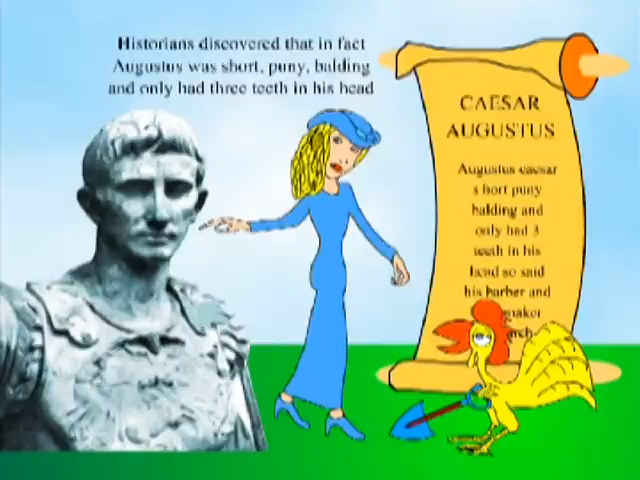 Historians discovered that in fact
Augustus was short, puny, balding
and only had three teeth in his head
CAESAR
AUGUSTUS
Augustus caesar
short puny
balding and
only had 3
teeth in his
head so said
his barber and